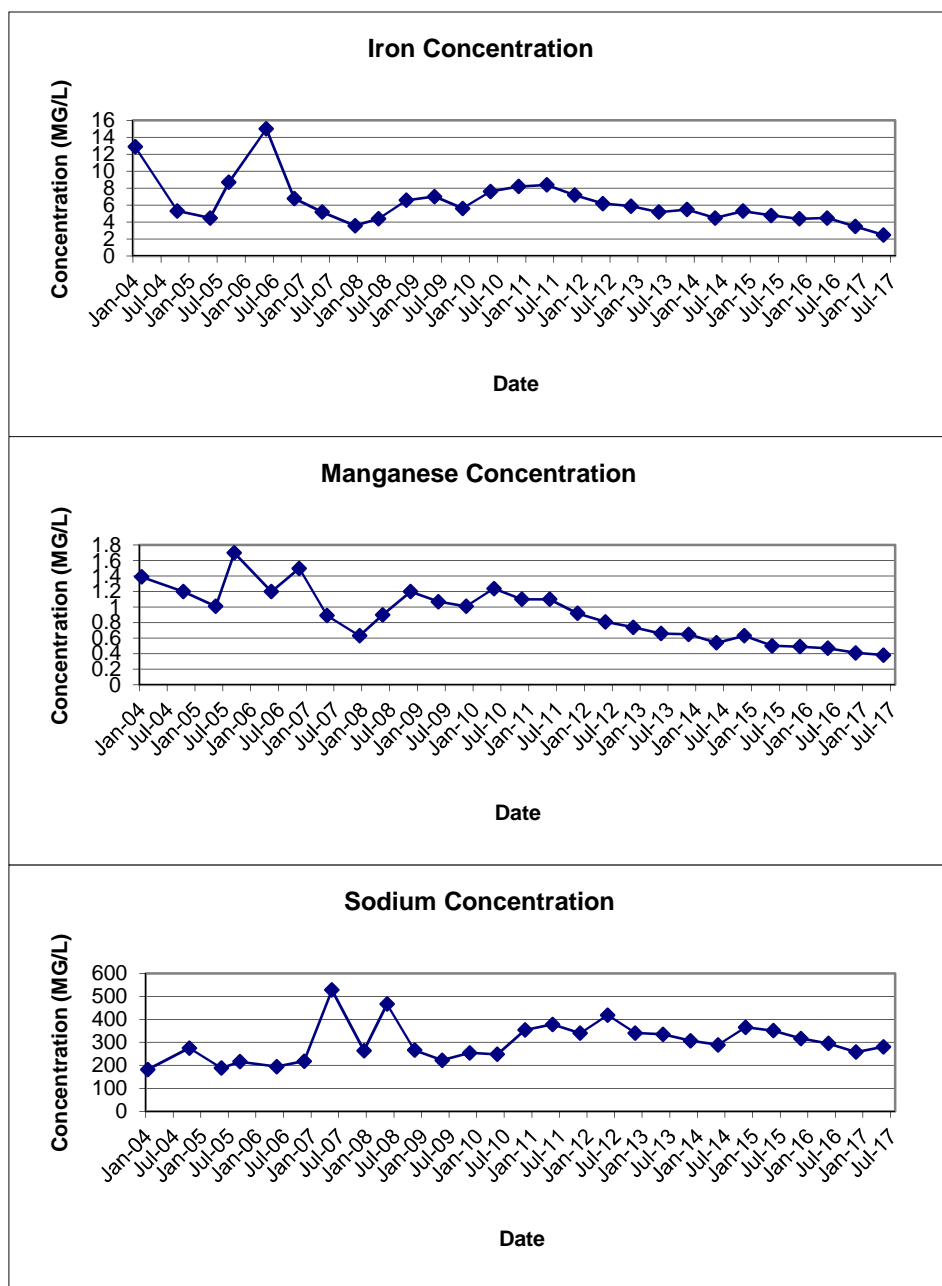 Iron Concentration
Concentration (MG/L)
16
14
12
10
8
6
4
2
0
Jan-04
Jul-04
Jan-05
Jul-05
Jan-06
Jul-06
Jan-07
Jul-07
Jan-08
Jul-08
Jan-09
Jul-09
Jan-10
Jul-10
Jan-11
Jul-11
Jan-12
Jul-12
Jan-13
Jul-13
Jan-14
Jul-14
Jan-15
Jul-15
Jan-16
Jul-16
Jan-17
Jul-17
Date
Manganese Concentration
Concentration (MG/L)
1.8
1.6
1.4
1.2
1
0.8
0.6
0.4
0.2
0
Jan-04
Jul-04
Jan-05
Jul-05
Jan-06
Jul-06
Jan-07
Jul-07
Jan-08
Jul-08
Jan-09
Jul-09
Jan-10
Jul-10
Jan-11
Jul-11
Jan-12
Jul-12
Jan-13
Jul-13
Jan-14
Jul-14
Jan-15
Jul-15
Jan-16
Jul-16
Jan-17
Jul-17
Date
Sodium Concentration
Concentration (MG/L)
600
500
400
300
200
100
0
Jan-04
Jul-04
Jan-05
Jul-05
Jan-06
Jul-06
Jan-07
Jul-07
Jan-08
Jul-08
Jan-09
Jul-09
Jan-10
Jul-10
Jan-11
Jul-11
Jan-12
Jul-12
Jan-13
Jul-13
Jan-14
Jul-14
Jan-15
Jul-15
Jan-16
Jul-16
Jan-17
Jul-17
Date